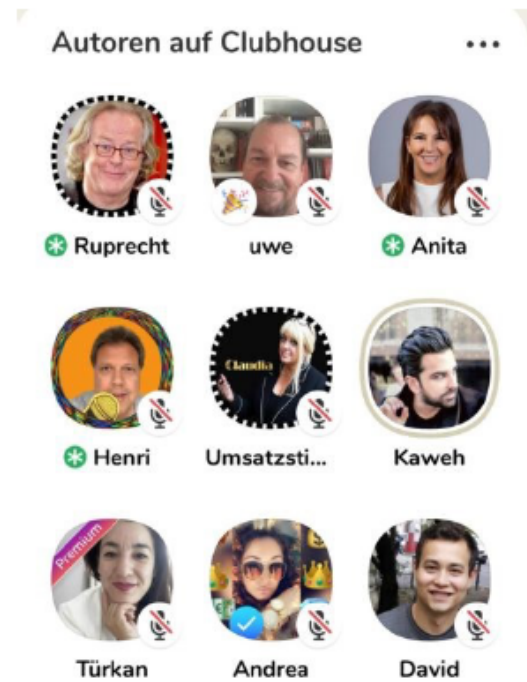 Autoren auf Clubhouse
Ruprecht
uwe
Anita
Claudia
Henri
Umsatzsti...
Kaweh
Premium
Türkan
Andrea
David